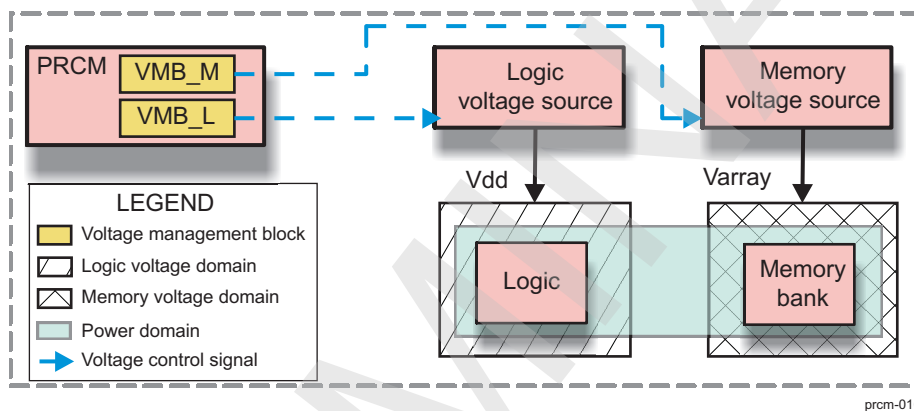 PRCM
VMB_M
VMB_L
Logic
voltage source
Memory
voltage source
Vdd
Varray
LEGEND
Voltage management block
Logic voltage domain
Memory voltage domain
Power domain
Voltage control signal
Logic
Memory
bank
prcm-01